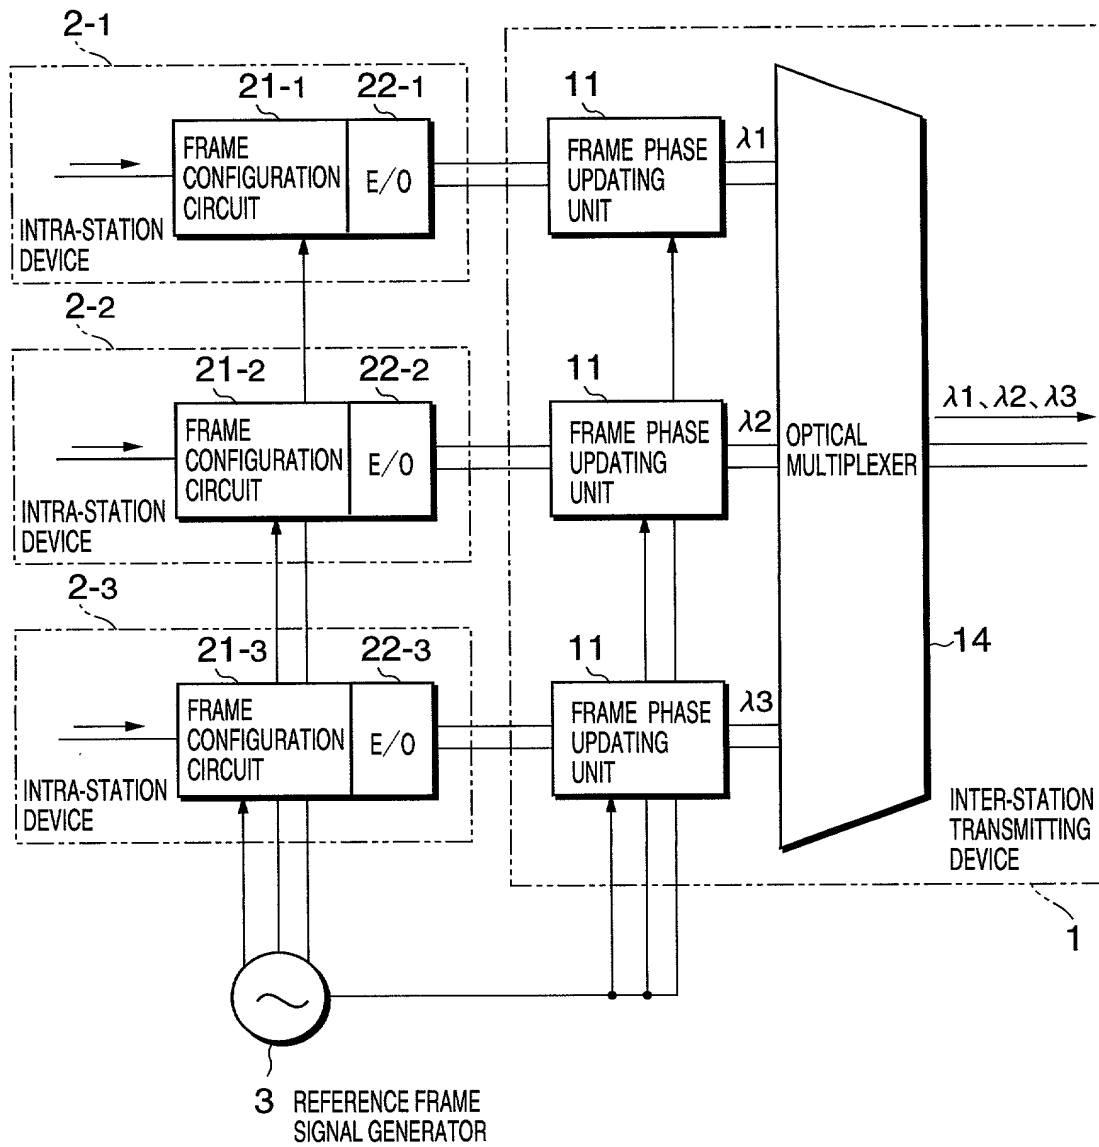 2-1
21-1
22-1
11
FRAME
CONFIGURATION
CIRCUIT
E/O
FRAME PHASE
UPDATING
UNIT
λ1
INTRA-STATION
DEVICE
2-2
21-2
22-2
11
FRAME
CONFIGURATION
CIRCUIT
E/O
FRAME PHASE
UPDATING
UNIT
λ2
OPTICAL
MULTIPLEXER
λ1、λ2、λ3
INTRA-STATION
DEVICE
2-3
21-3
22-3
11
14
FRAME
CONFIGURATION
CIRCUIT
E/O
FRAME PHASE
UPDATING
UNIT
λ3
INTRA-STATION
DEVICE
INTER-STATION
TRANSMITTING
DEVICE
1
3
REFERENCE FRAME
SIGNAL GENERATOR